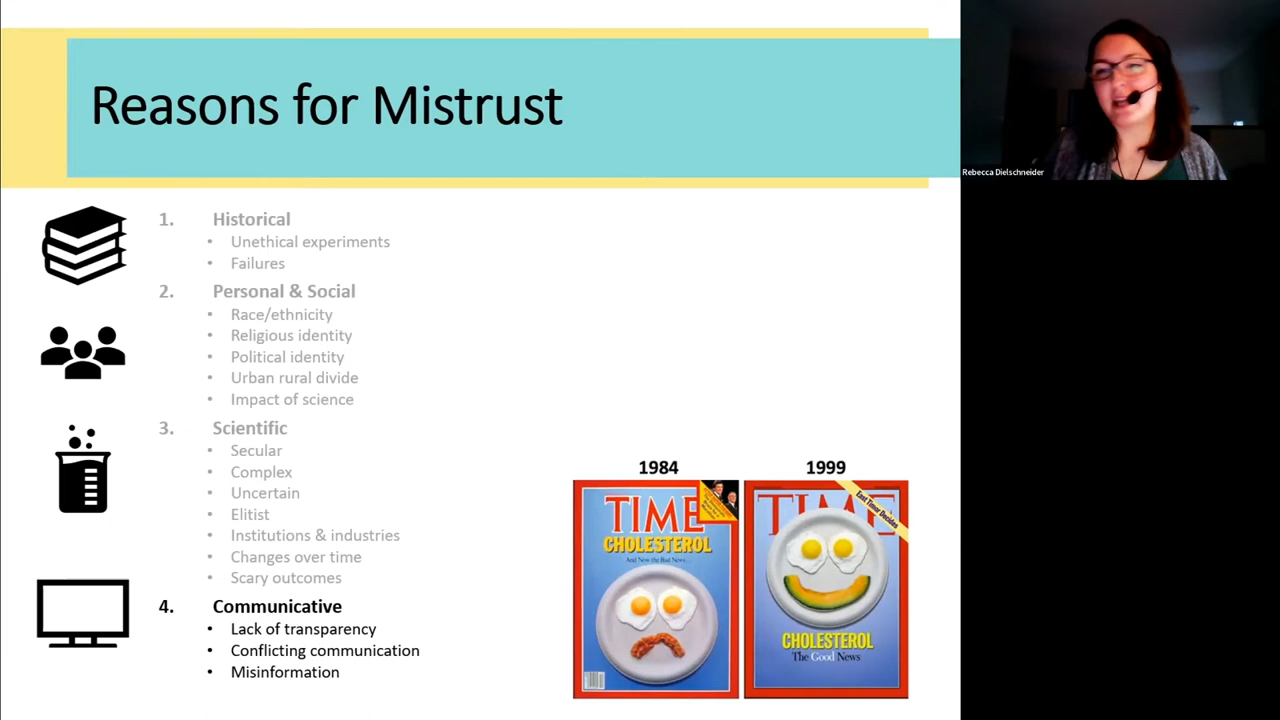 Reasons for Mistrust
Rebecca Dielschneider
1. Historical
• Unethical experiments
• Failures
2. Personal & Social
• Race/ethnicity
• Religious identity
• Political identity
• Urban rural divide
• Impact of science
3. Scientific
• Secular
• Complex
• Uncertain
• Elitist
• Institutions & industries
• Changes over time
• Scary outcomes
4. Communicative
• Lack of transparency
• Conflicting communication
• Misinformation
1984
TIME
CHOLESTEROL
And Now the Bad News...
1999
TIME
East Timor Decides
CHOLESTEROL
The Good News